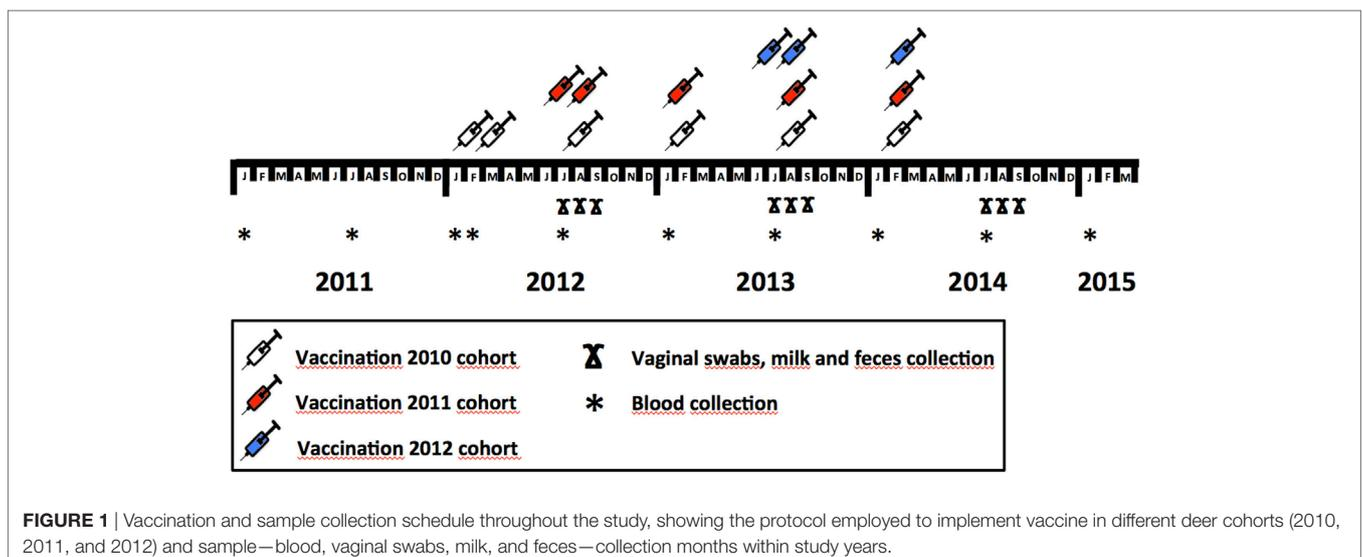 J F M A M J J A S O N D J F M A M J J A S O N D J F M A M J J A S O N D J F M A M J J A S O N D J F M
* * ** * * * * * *
2011 2012 2013 2014 2015
Vaccination 2010 cohort Vaginal swabs, milk and feces collection
Vaccination 2011 cohort * Blood collection
Vaccination 2012 cohort
FIGURE 1 | Vaccination and sample collection schedule throughout the study, showing the protocol employed to implement vaccine in different deer cohorts (2010,
2011, and 2012) and sample—blood, vaginal swabs, milk, and feces—collection months within study years.